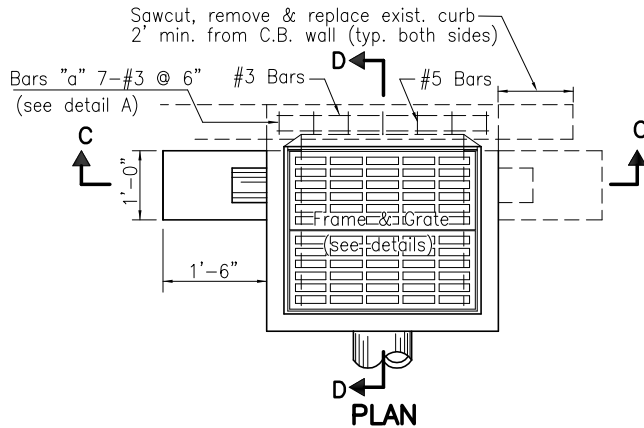 Sawcut, remove & replace exist. curb
2' min. from C.B. wall (typ. both sides)
D
Bars "a" 7-#3 @ 6"
#3 Bars
#5 Bars
(see detail A)
C
C
1'-0"
Frame & Grate
(see details)
1'-6"
D
PLAN